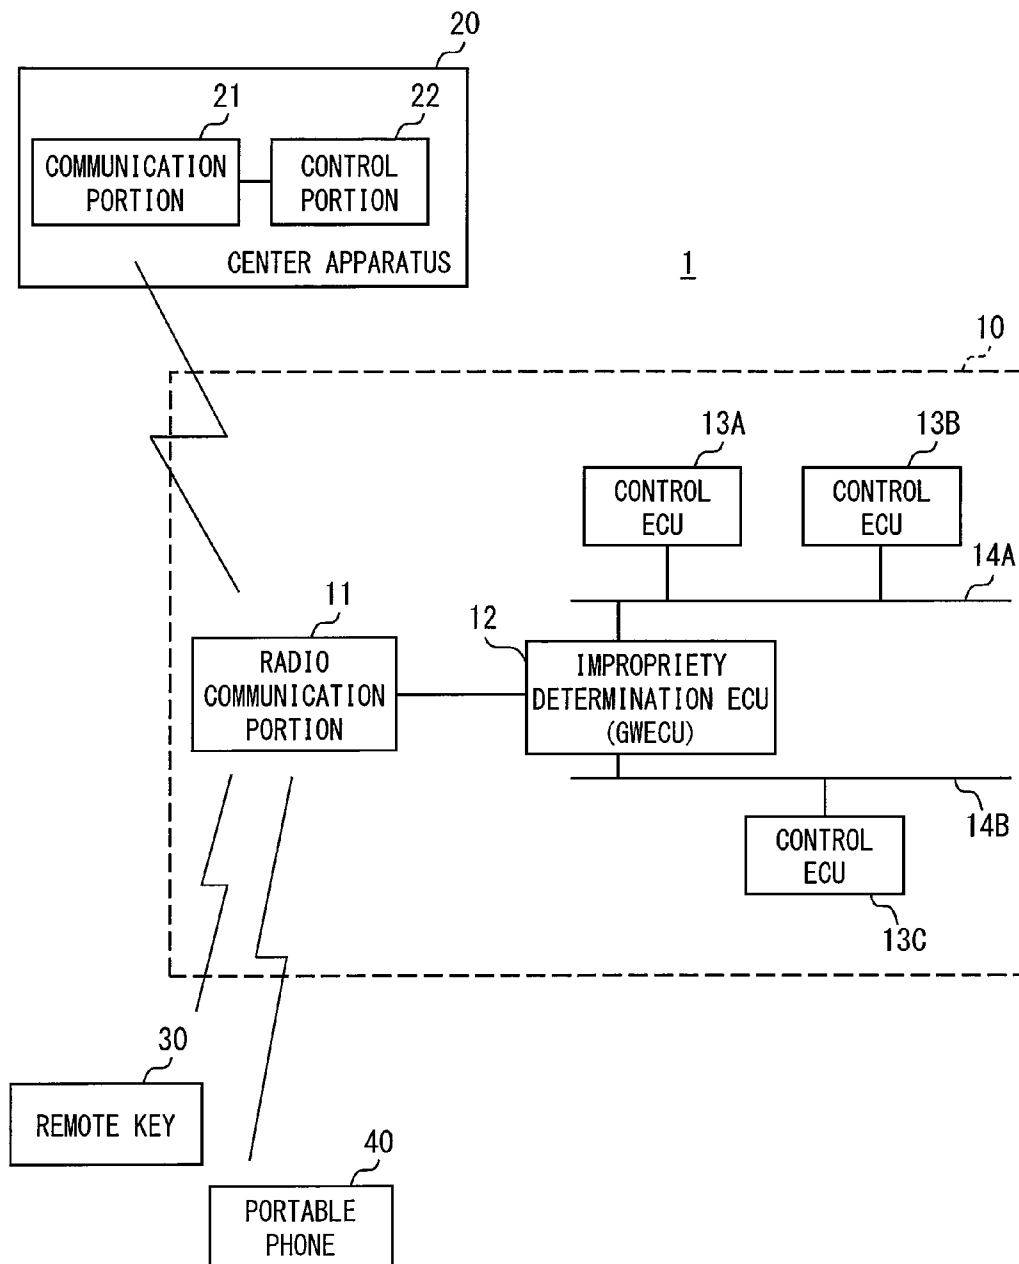 20
21
22
COMMUNICATION
PORTION
CONTROL
PORTION
CENTER APPARATUS
1
10
13A
13B
CONTROL
ECU
CONTROL
ECU
14A
11
12
RADIO
COMMUNICATION
PORTION
IMPROPRIETY
DETERMINATION ECU
(GWECU)
14B
CONTROL
ECU
13C
30
REMOTE KEY
40
PORTABLE
PHONE